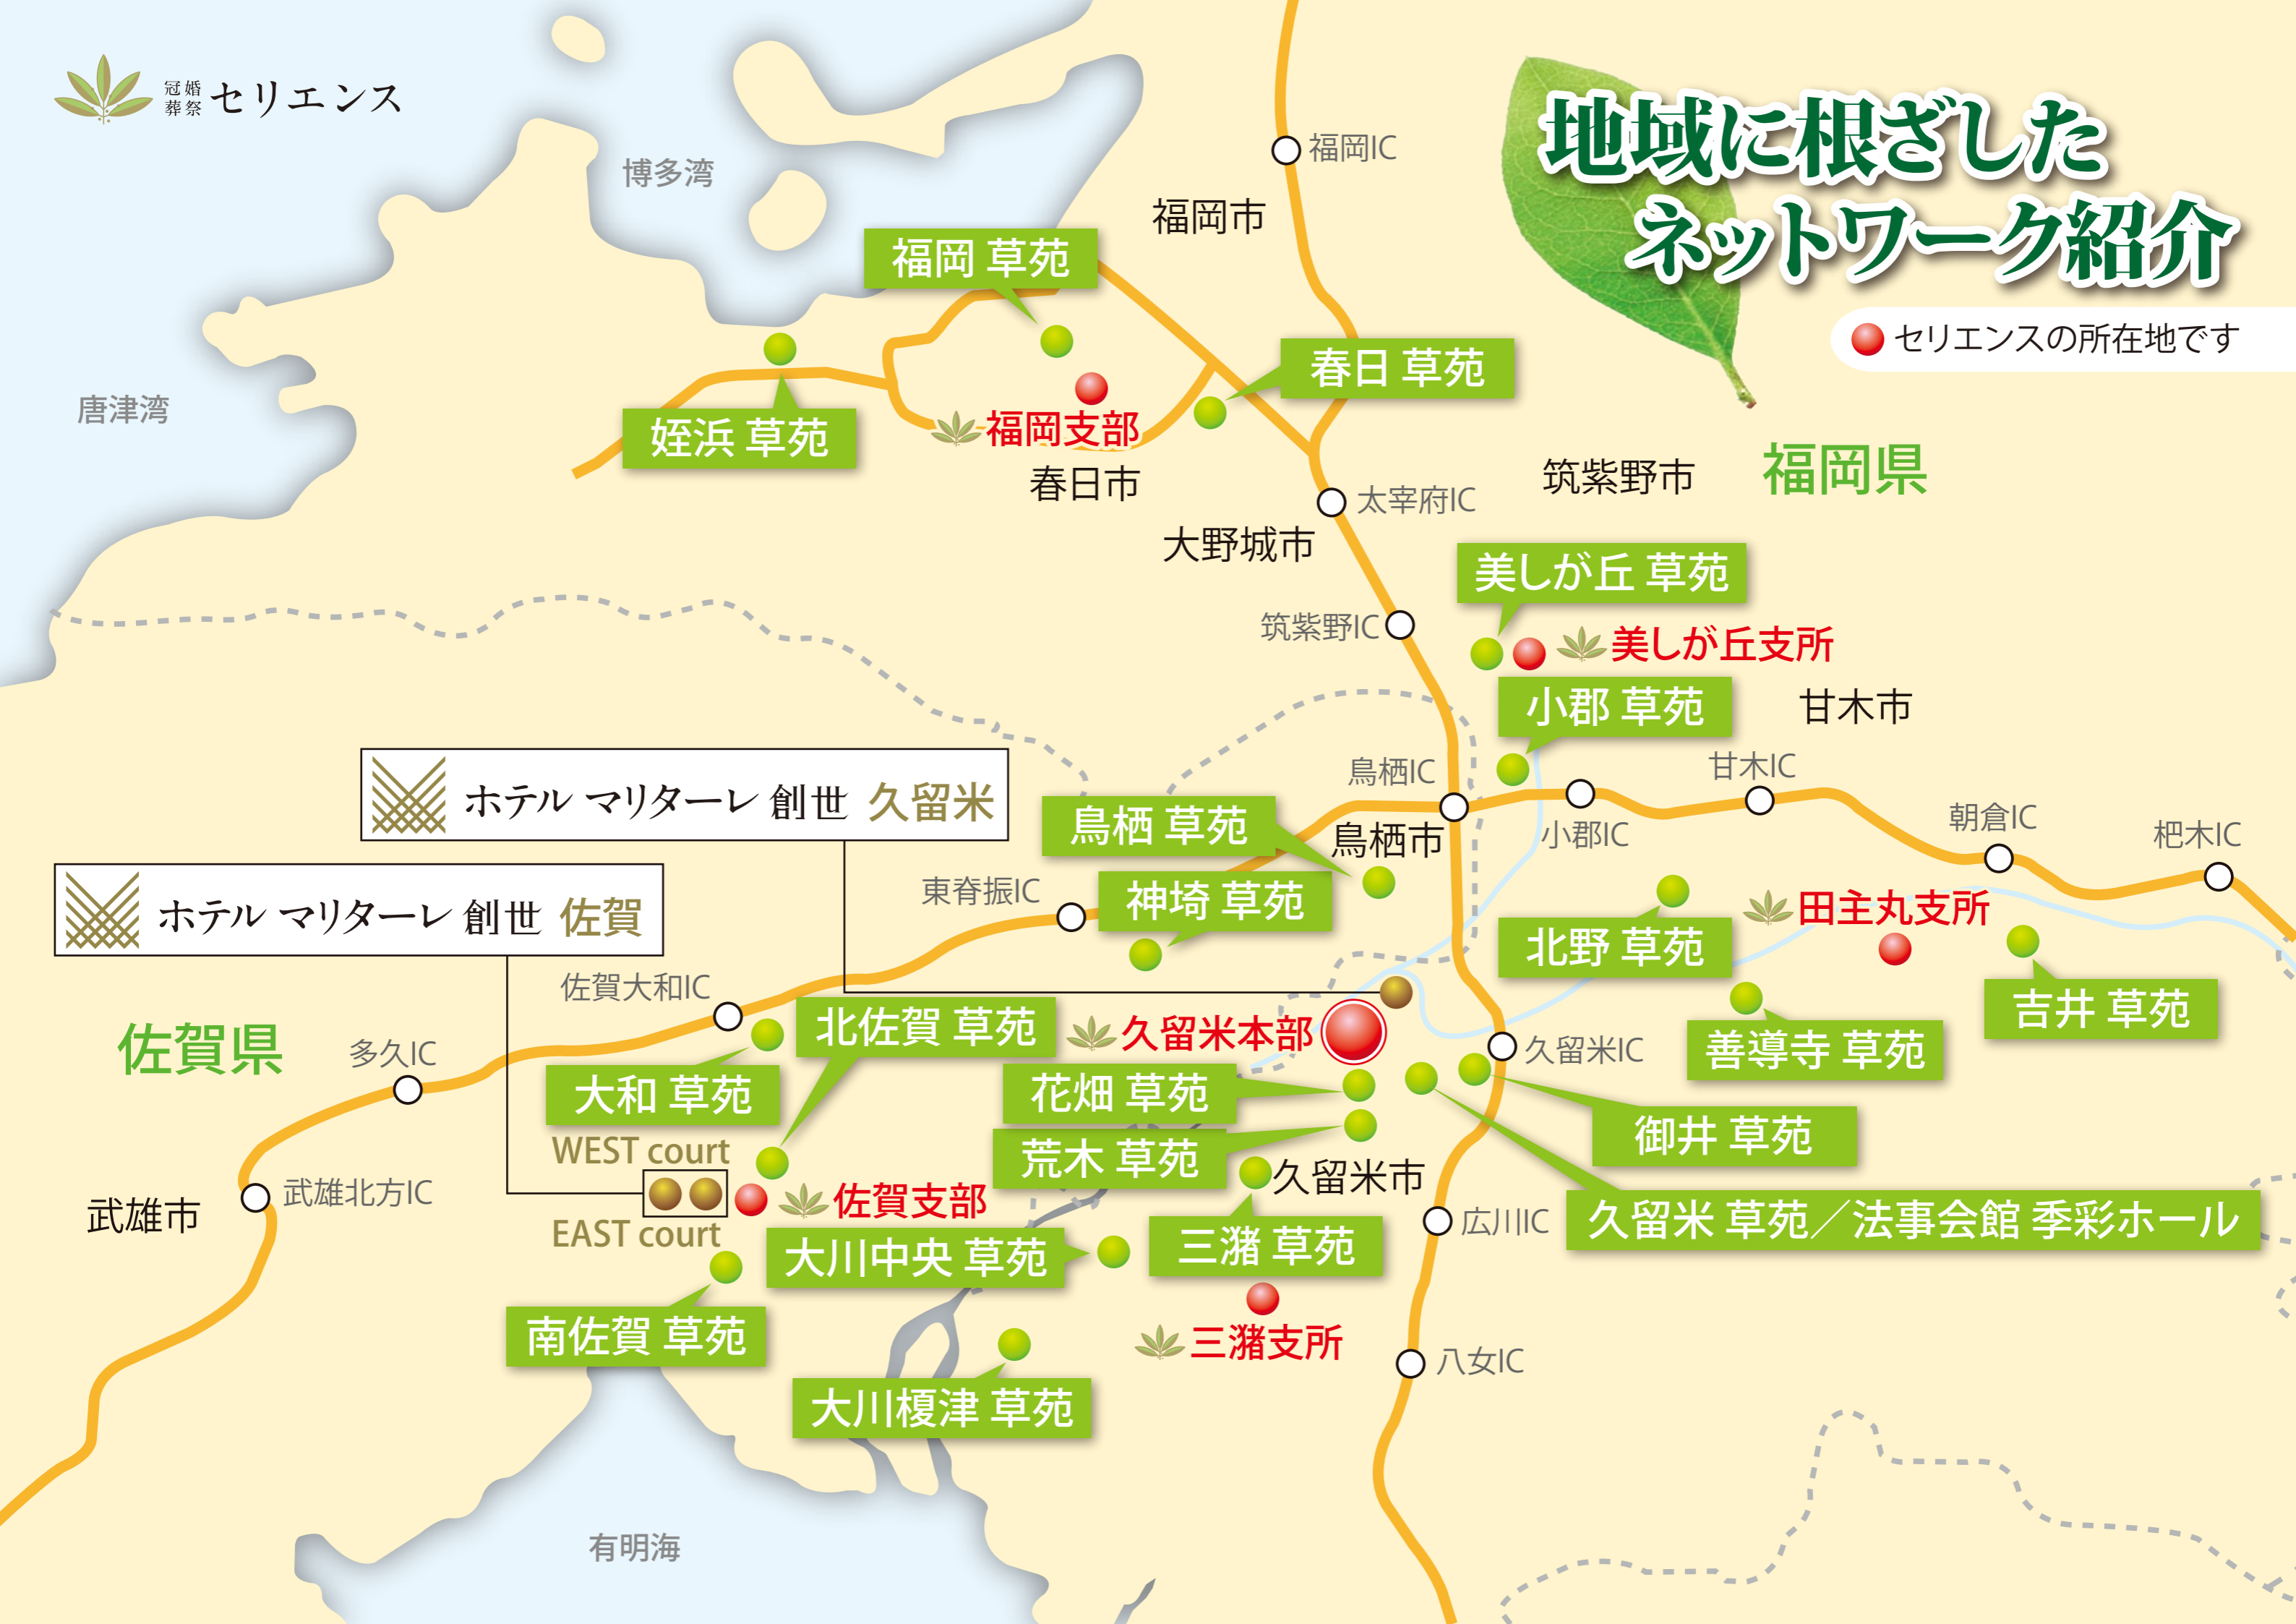 冠婚
葬祭
セリエンス
地域に根ざした
ネットワーク紹介
セリエンスの所在地です
博多湾
福岡IC
福岡市
福岡 草苑
春日 草苑
唐津湾
姪浜 草苑
福岡支部
春日市
筑紫野市
福岡県
太宰府IC
大野城市
美しが丘 草苑
筑紫野IC
美しが丘支所
小郡 草苑
甘木市
鳥栖IC
甘木IC
ホテル マリターレ 創世 久留米
鳥栖 草苑
鳥栖市
小郡IC
朝倉IC
杷木IC
ホテル マリターレ 創世 佐賀
東脊振IC
神埼 草苑
田主丸支所
北野 草苑
佐賀大和IC
吉井 草苑
佐賀県
多久IC
北佐賀 草苑
久留米本部
久留米IC
善導寺 草苑
大和 草苑
花畑 草苑
御井 草苑
WEST court
荒木 草苑
久留米市
武雄市
武雄北方IC
佐賀支部
広川IC
久留米 草苑／法事会館 季彩ホール
EAST court
大川中央 草苑
三潴 草苑
南佐賀 草苑
三潴支所
八女IC
大川榎津 草苑
有明海